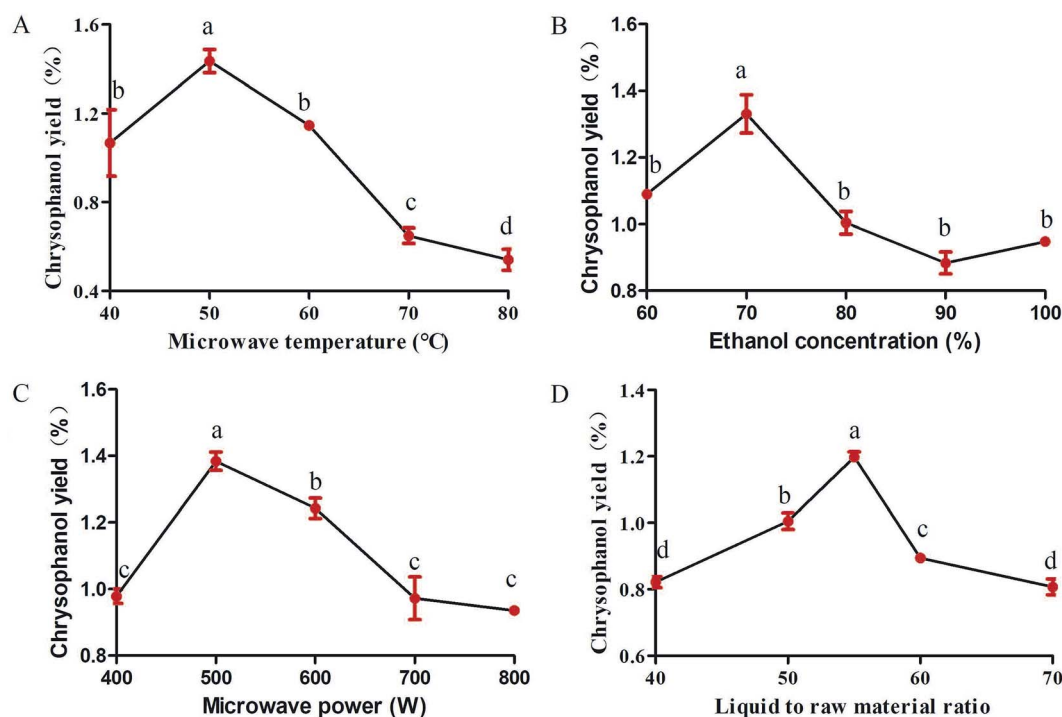 A
Chrysophanol yield (%)
1.6
1.2
0.8
0.4
b
a
b
c
d
40 50 60 70 80
Microwave temperature (°C)
B
Chrysophanol yield (%)
1.6
1.4
1.2
1.0
0.8
b
a
b
b
b
60 70 80 90 100
Ethanol concentration (%)
C
Chrysophanol yield (%)
1.6
1.4
1.2
1.0
0.8
c
a
b
c
c
400 500 600 700 800
Microwave power (W)
D
Chrysophanol yield (%)
1.4
1.2
1.0
0.8
0.6
d
b
a
c
d
40 50 60 70
Liquid to raw material ratio